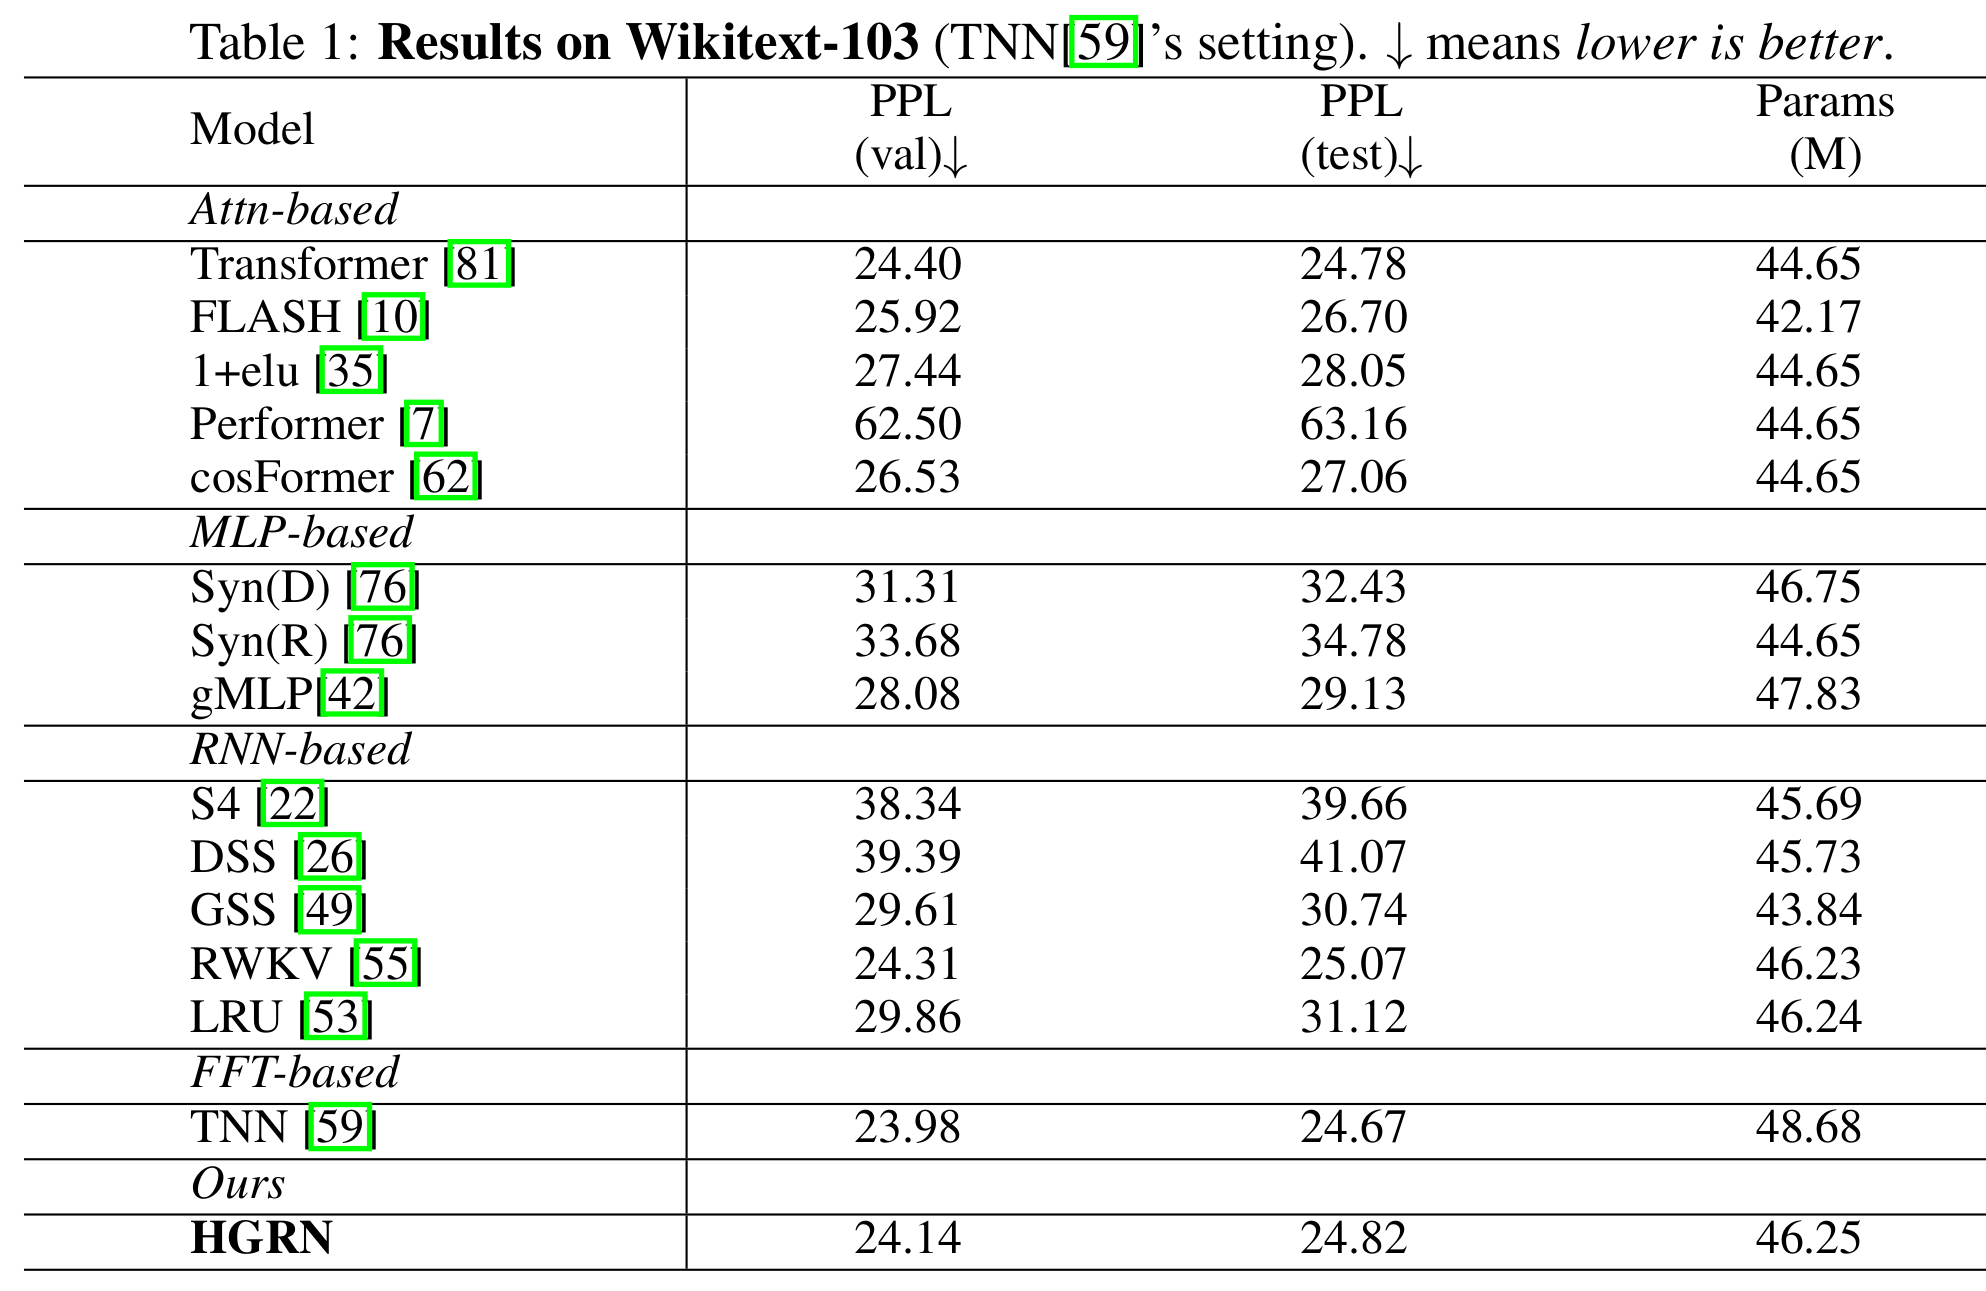 Table 1: Results on Wikitext-103 (TNN[59]'s setting). ↓ means lower is better.
Model PPL (val)↓ PPL (test)↓ Params (M)
Attn-based
Transformer [81] 24.40 24.78 44.65
FLASH [10] 25.92 26.70 42.17
1+elu [35] 27.44 28.05 44.65
Performer [7] 62.50 63.16 44.65
cosFormer [62] 26.53 27.06 44.65
MLP-based
Syn(D) [76] 31.31 32.43 46.75
Syn(R) [76] 33.68 34.78 44.65
gMLP[42] 28.08 29.13 47.83
RNN-based
S4 [22] 38.34 39.66 45.69
DSS [26] 39.39 41.07 45.73
GSS [49] 29.61 30.74 43.84
RWKV [55] 24.31 25.07 46.23
LRU [53] 29.86 31.12 46.24
FFT-based
TNN [59] 23.98 24.67 48.68
Ours
HGRN 24.14 24.82 46.25